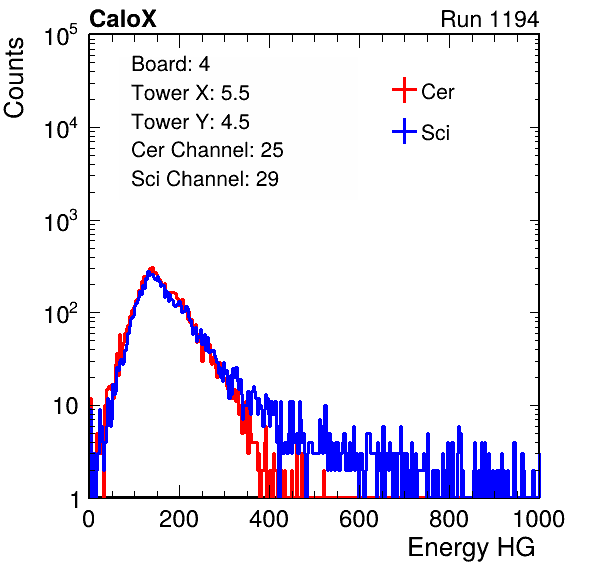 CaloX Run 1194
Counts
10^5
10^4
10^3
10^2
10
1
Board: 4
Tower X: 5.5
Tower Y: 4.5
Cer Channel: 25
Sci Channel: 29
Cer
Sci
0 200 400 600 800 1000
Energy HG